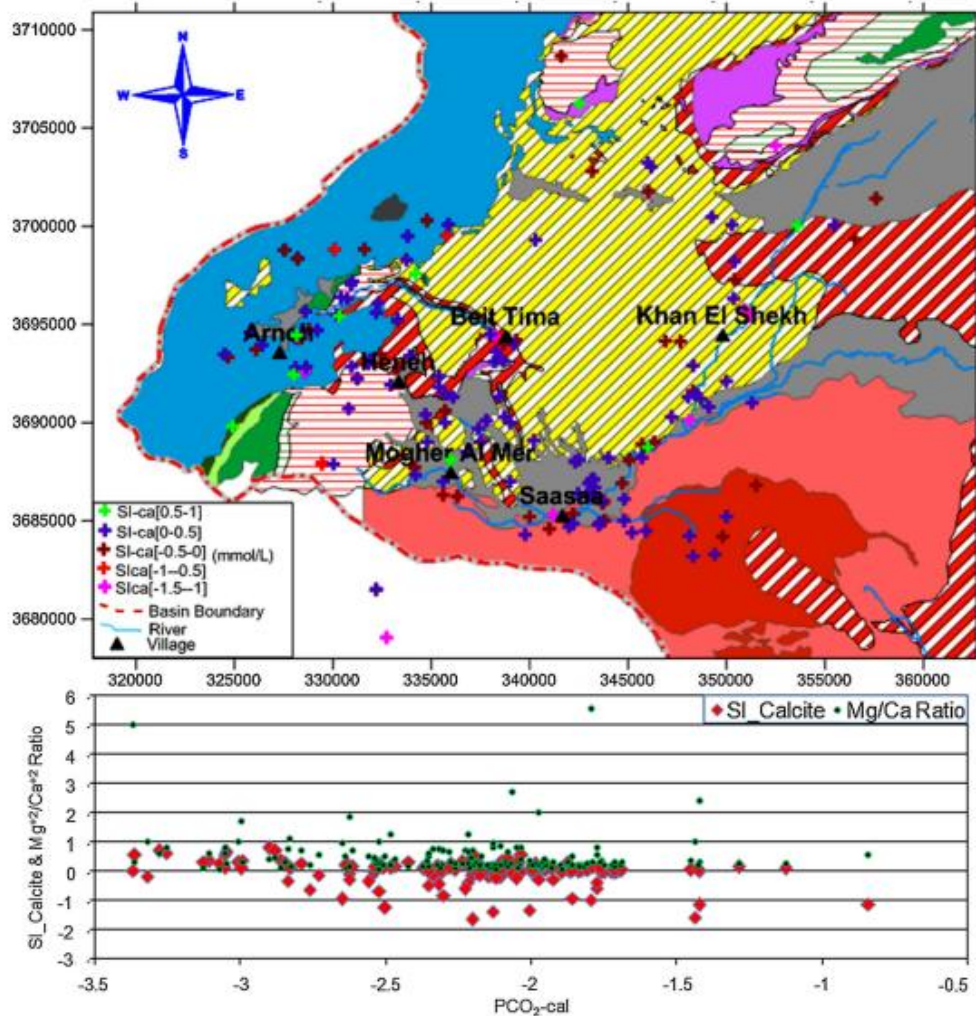 3710000
3705000
3700000
3695000
3690000
3685000
3680000
N
W E
S
Beit Tima
Khan El Shekh
Heneh
Mogher Al Mer
Saasaa
SI-ca[0.5-1]
SI-ca[0-0.5]
SI-ca[-0.5-0] (mmol/L)
SIca[-1--0.5]
SIca[-1.5--1]
Basin Boundary
River
Village
320000 325000 330000 335000 340000 345000 350000 355000 360000
SI_Calcite Mg/Ca Ratio
SI_Calcite & Mg⁺²/Ca⁺² Ratio
6
5
4
3
2
1
0
-1
-2
-3
-3.5 -3 -2.5 -2 -1.5 -1 -0.5
PCO₂-cal